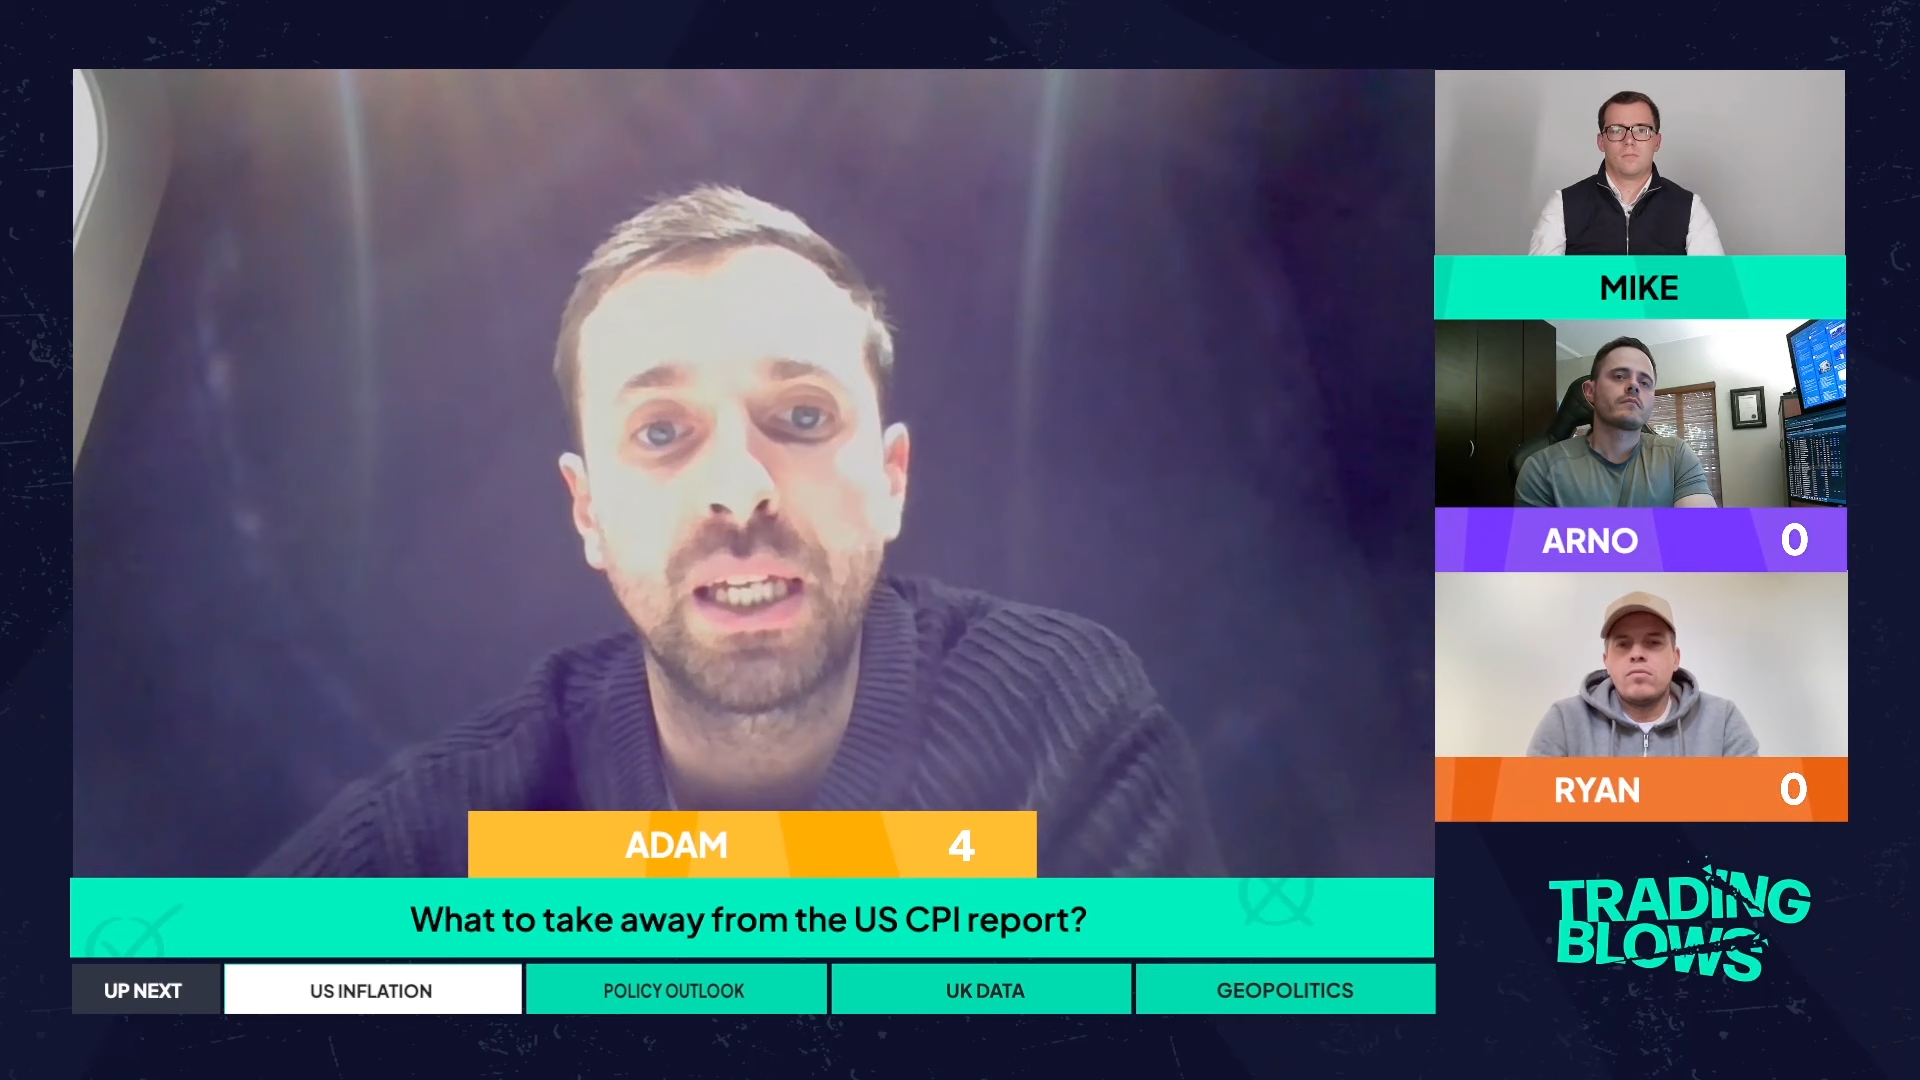 MIKE
ARNO 0
RYAN 0
ADAM 4
What to take away from the US CPI report?
UP NEXT
US INFLATION
POLICY OUTLOOK
UK DATA
GEOPOLITICS
TRADING
BLOWS